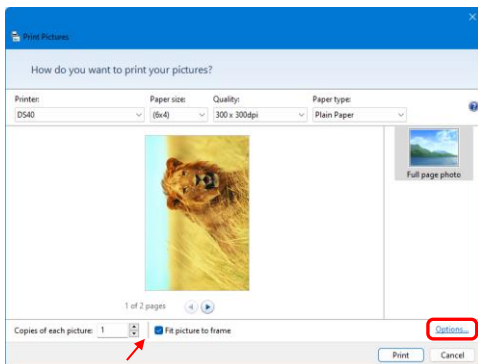 Print Pictures
How do you want to print your pictures?
Printer: Paper size: Quality: Paper type:
DS40 (6x4) 300 x 300dpi Plain Paper
Full page photo
1 of 2 pages
Copies of each picture: 1 Fit picture to frame Options...
Print Cancel